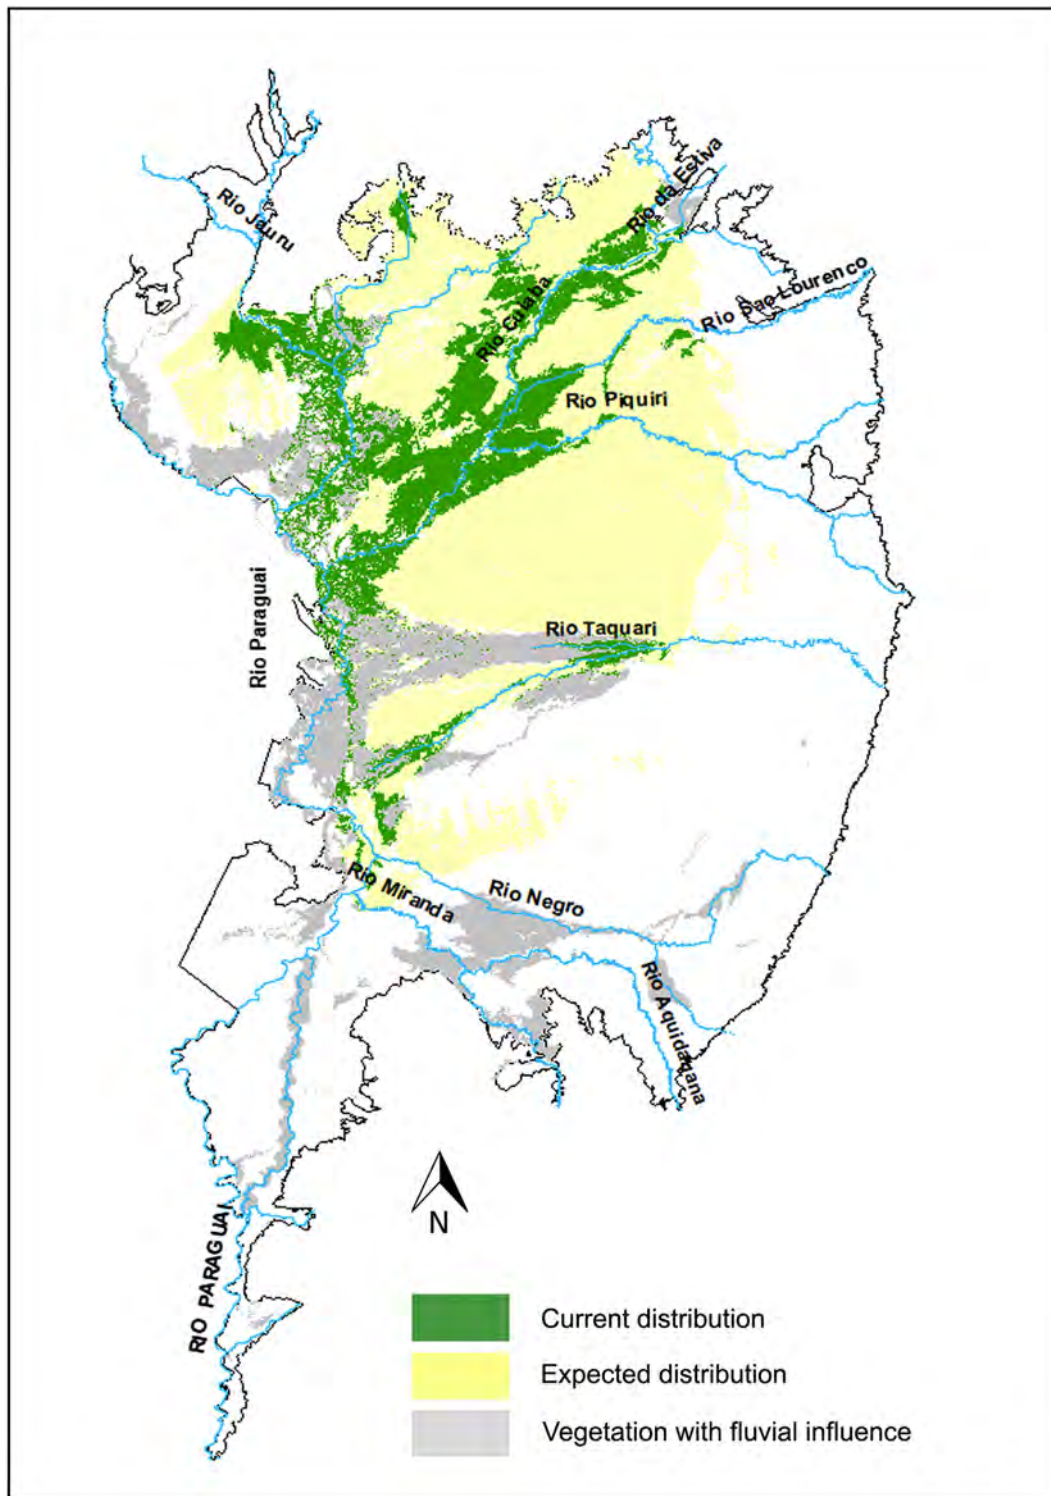 Rio Jauru
Rio da Estiva
Rio Cuiaba
Rio Sao Lourenco
Rio Piquiri
Rio Paraguai
Rio Taquari
Rio Miranda
Rio Negro
Rio Aquidauana
RIO PARAGUAI
N
Current distribution
Expected distribution
Vegetation with fluvial influence